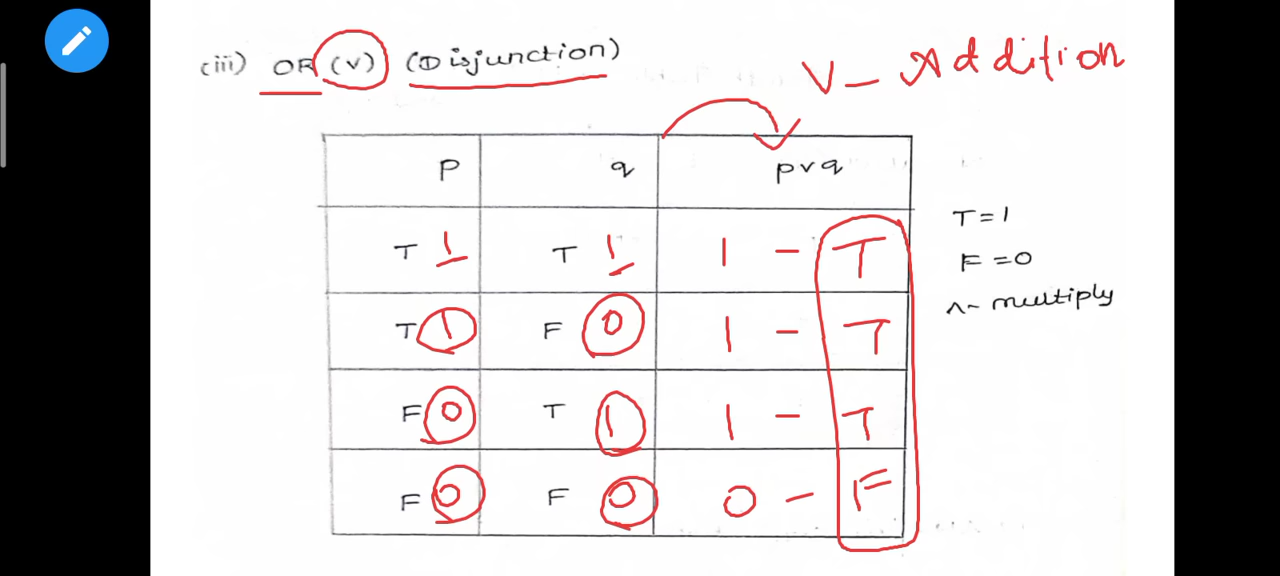 (iii) OR (v) (Disjunction)
V - Addition
p q pvq
T 1 T 1 1 - T
T 1 F 0 1 - T
F 0 T 1 1 - T
F 0 F 0 0 - F
T=1
F=0
^- multiply